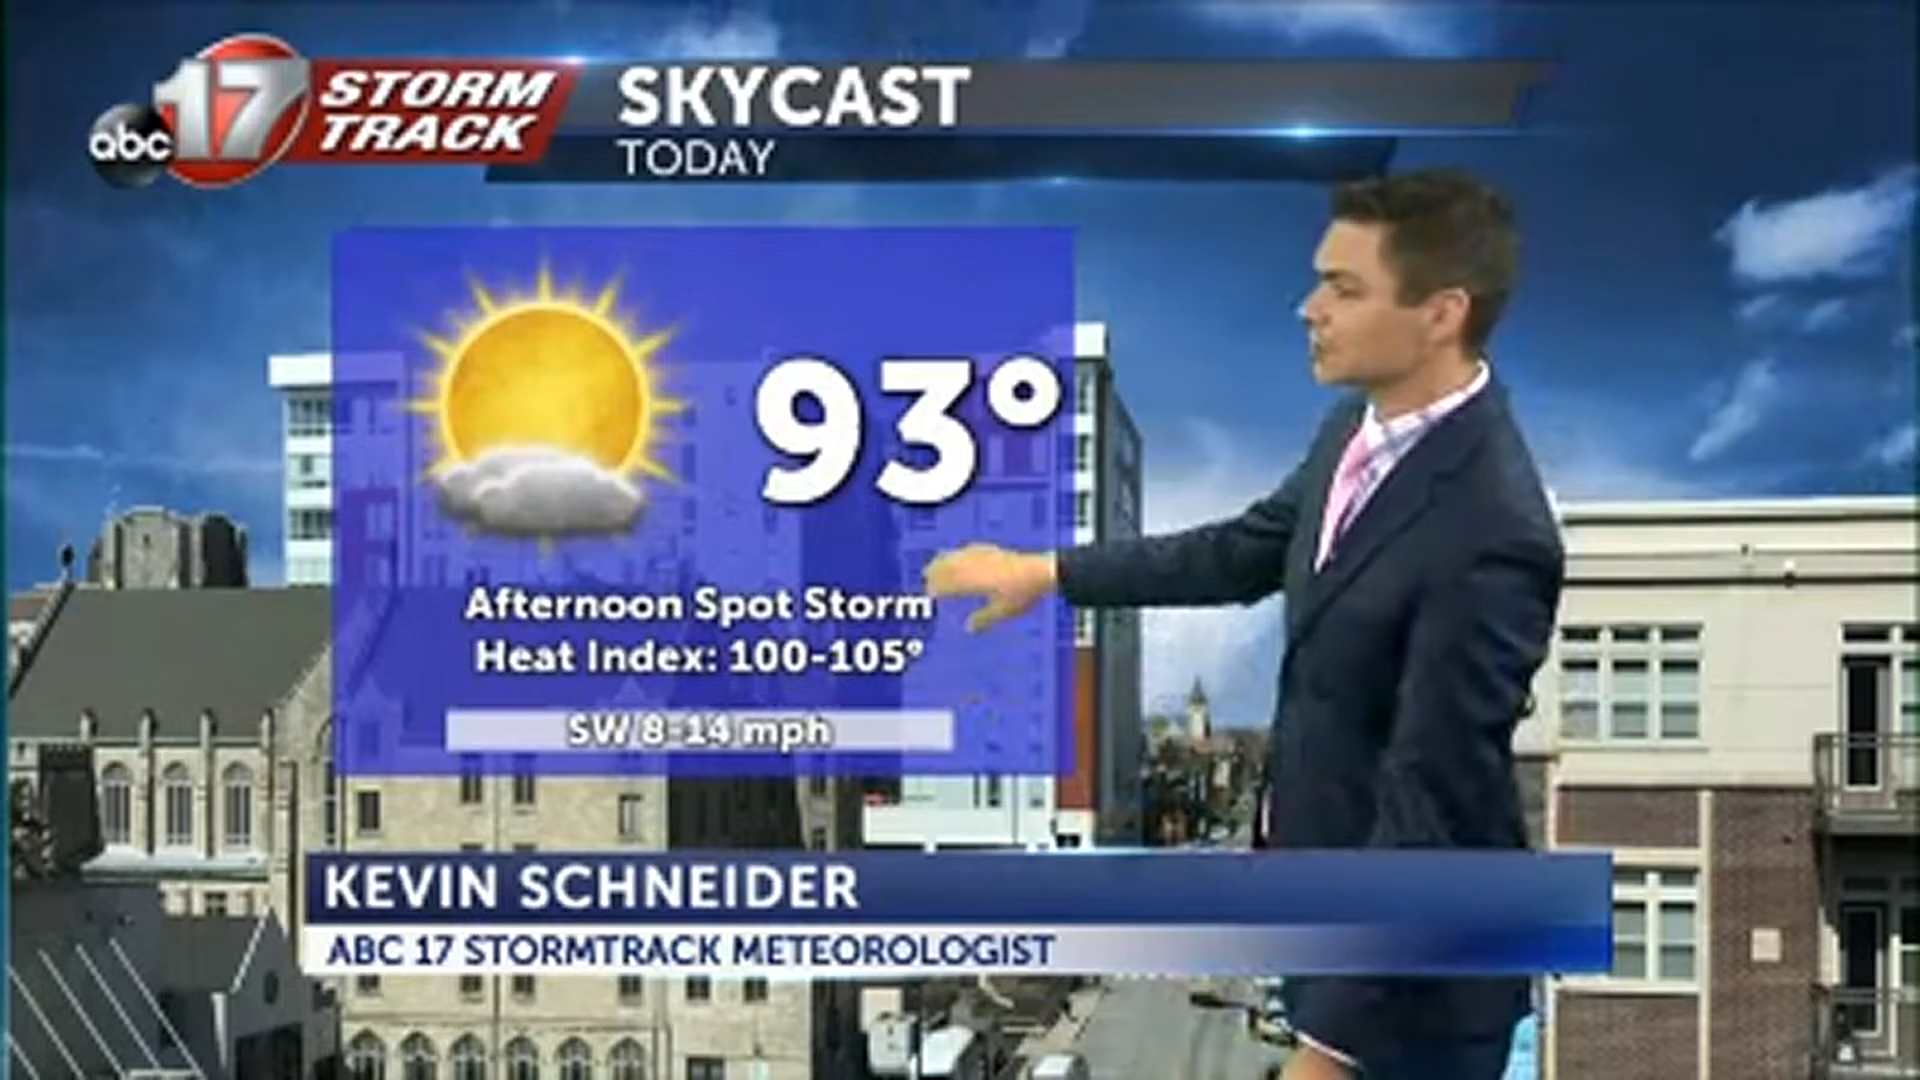 abc 17 STORM
TRACK
SKYCAST
TODAY
93°
Afternoon Spot Storm
Heat Index: 100-105°
SW 8-14 mph
KEVIN SCHNEIDER
ABC 17 STORMTRACK METEOROLOGIST